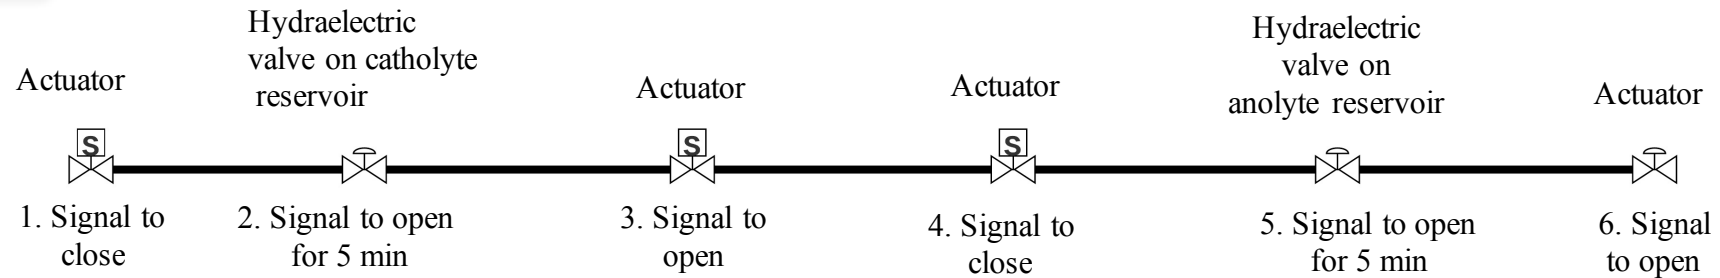 Actuator
Hydraelectric
valve on catholyte
reservoir
Actuator
Actuator
Hydraelectric
valve on
anolyte reservoir
Actuator
S
S
S
1. Signal to
close
2. Signal to open
for 5 min
3. Signal to
open
4. Signal to
close
5. Signal to open
for 5 min
6. Signal
to open